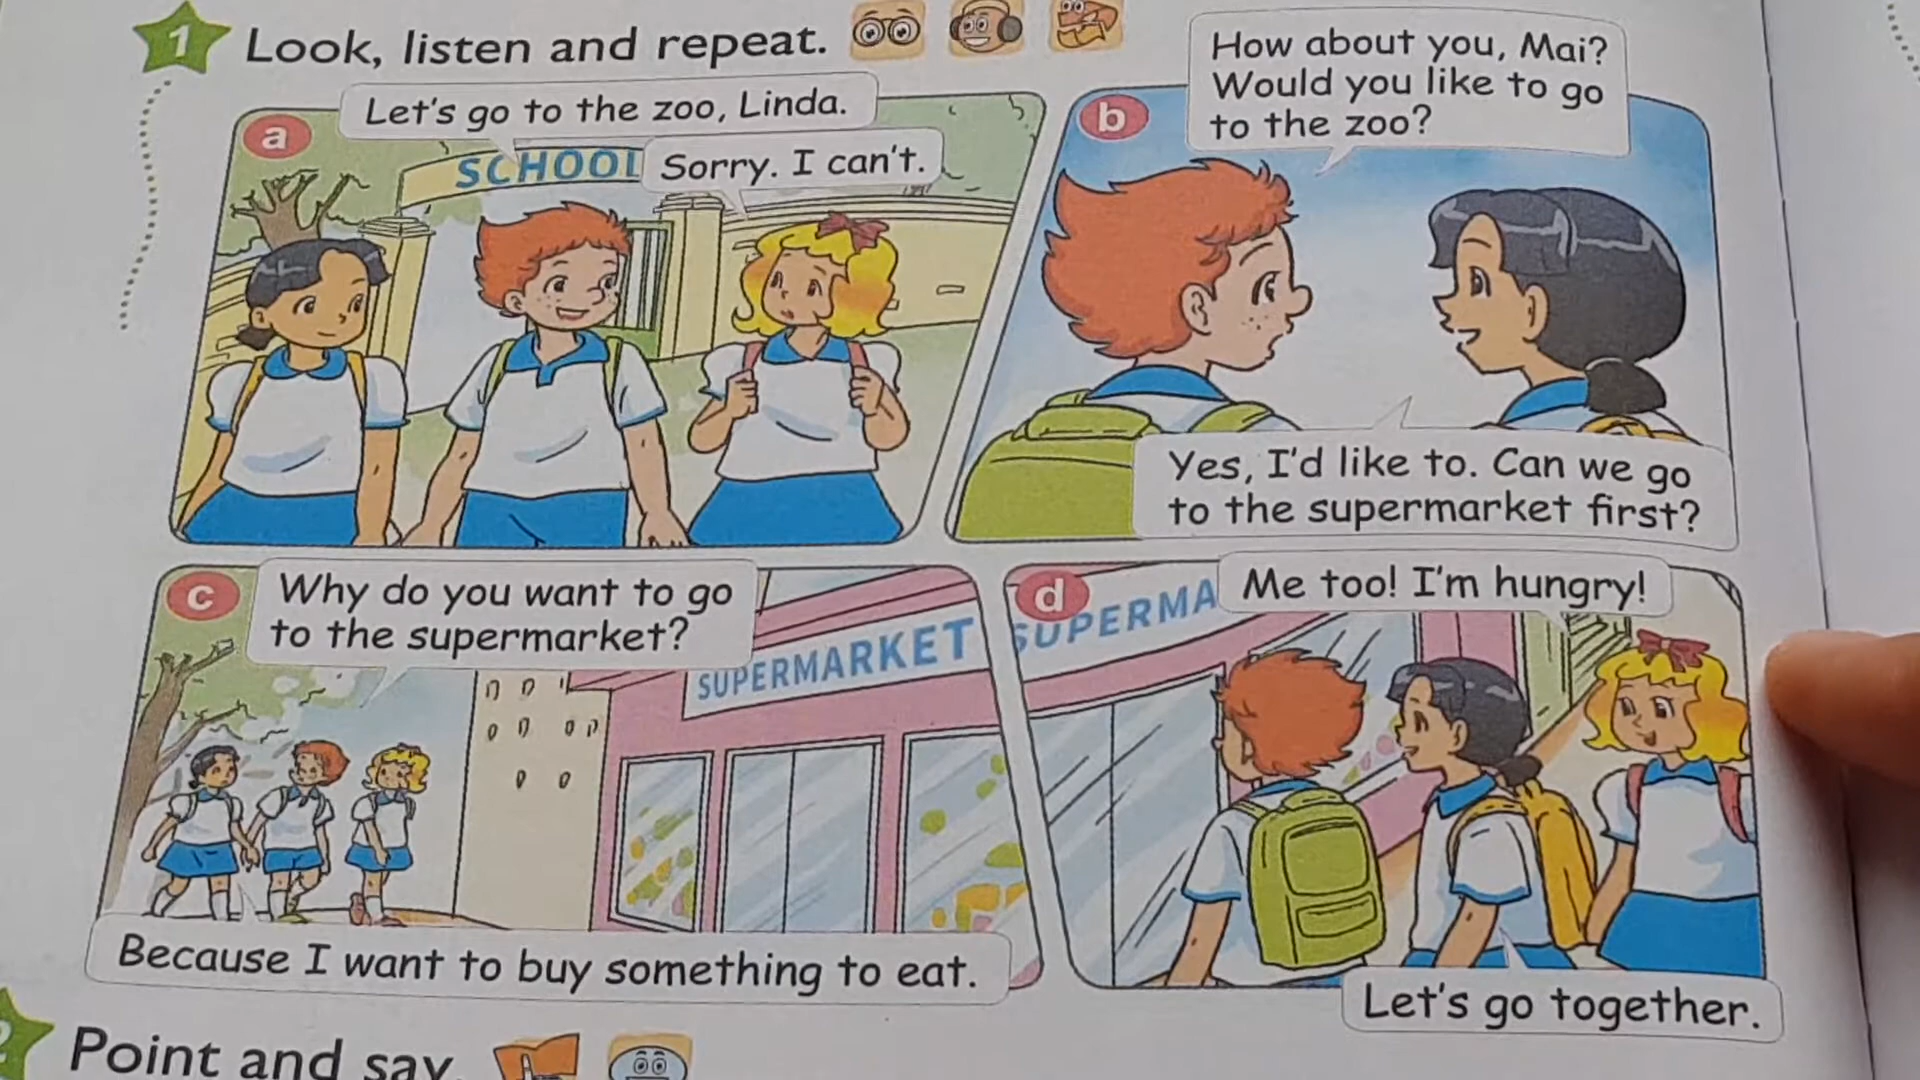 1 Look, listen and repeat.
a
Let's go to the zoo, Linda.
SCHOOL
Sorry. I can't.
b
How about you, Mai?
Would you like to go
to the zoo?
Yes, I'd like to. Can we go
to the supermarket first?
c
Why do you want to go
to the supermarket?
SUPERMARKET
Because I want to buy something to eat.
d
SUPERMA
Me too! I'm hungry!
Let's go together.
2 Point and say.